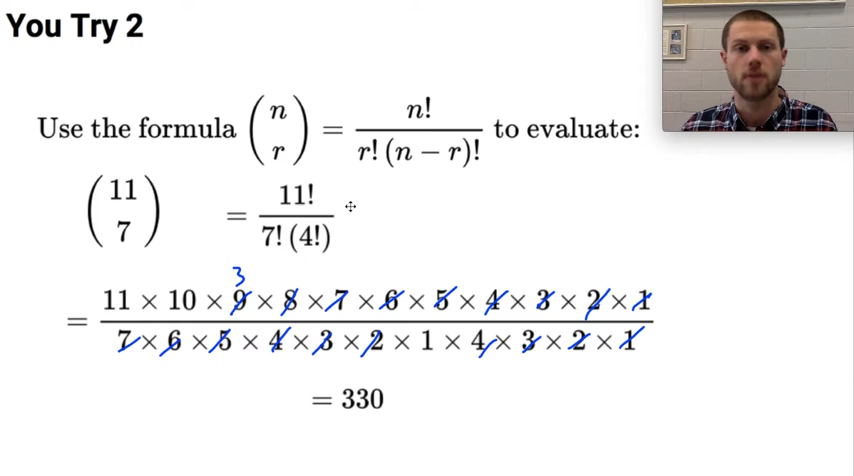 You Try 2
Use the formula (n r) = n! / r! (n − r)! to evaluate:
(11 7) = 11! / 7! (4!)
3
= 11 × 10 × 9 × 8 × 7 × 6 × 5 × 4 × 3 × 2 × 1 / 7 × 6 × 5 × 4 × 3 × 2 × 1 × 4 × 3 × 2 × 1
= 330